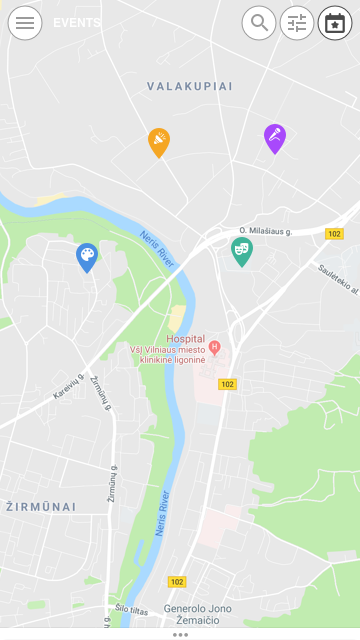 EVENTS
VALAKUPIAI
O. Milašiaus g.
102
Neris River
Saulėtekio al
Hospital
VšĮ Vilniaus miesto
klinikinė ligoninė
H
102
Kareivių g.
Žirmūnų g.
Žirmūnų g.
ŽIRMŪNAI
Neris River
102
Šilo tiltas
Generolo Jono
Žemaičio
g.